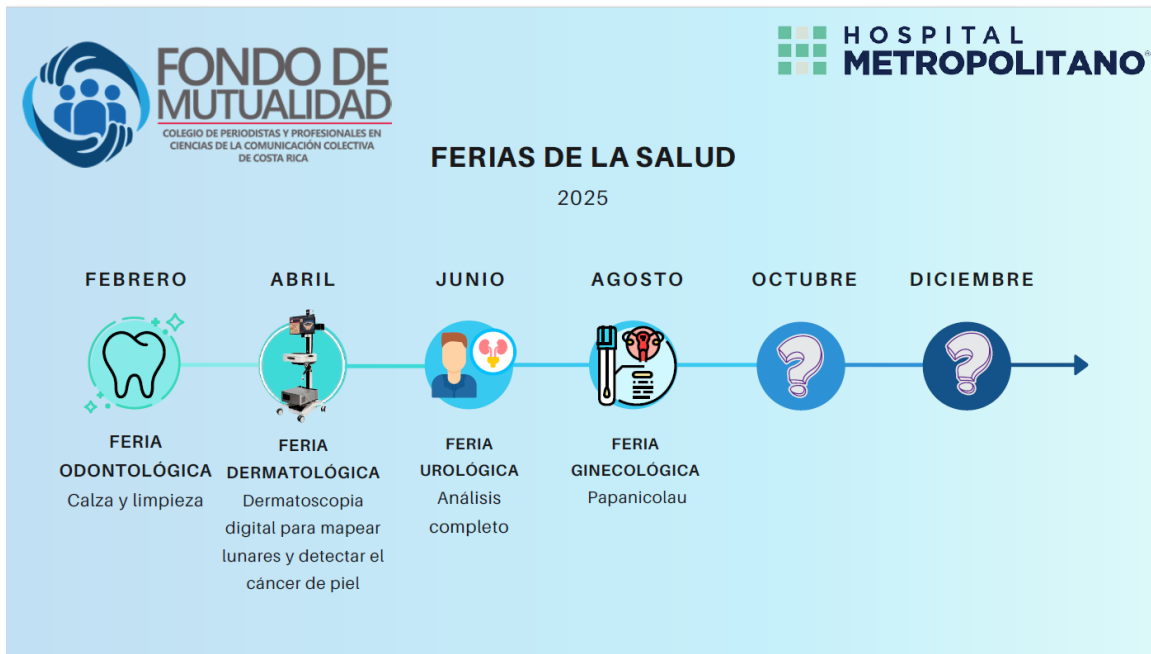 FONDO DE
MUTUALIDAD
COLEGIO DE PERIODISTAS Y PROFESIONALES EN
CIENCIAS DE LA COMUNICACIÓN COLECTIVA
DE COSTA RICA
HOSPITAL
METROPOLITANO®
FERIAS DE LA SALUD
2025
FEBRERO
ABRIL
JUNIO
AGOSTO
OCTUBRE
DICIEMBRE
?
?
FERIA
ODONTOLÓGICA
Calza y limpieza
FERIA
DERMATOLÓGICA
Dermatoscopia
digital para mapear
lunares y detectar el
cáncer de piel
FERIA
UROLÓGICA
Análisis
completo
FERIA
GINECOLÓGICA
Papanicolau